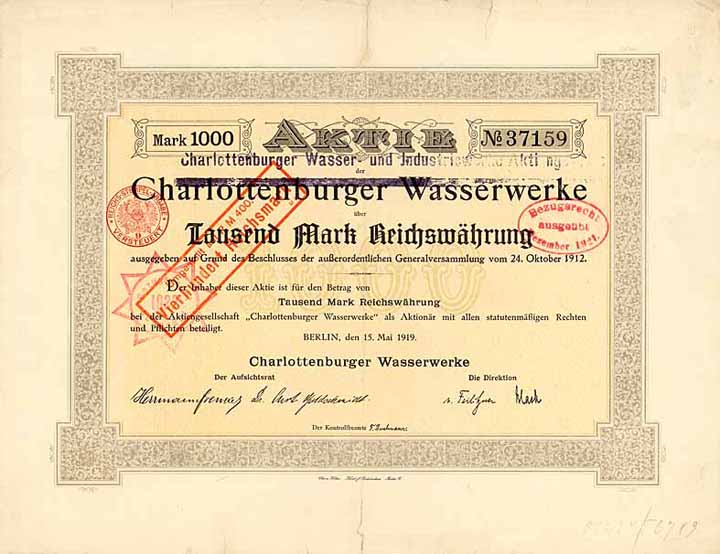 Mark 1000
AKTIE
№ 37159
Charlottenburger Wasser- und
der
Charlottenburger Wasserwerke
über
Tausend Mark Reichswährung
ausgegeben auf Grund des Beschlusses der außerordentlichen Generalversammlung vom 24. Oktober 1912.
VERSTEUERT
Vierhundert Reichsmark
Bezugsrecht
ausgeübt
Dezember 1921.
Der Inhaber dieser Aktie ist für den Betrag von
Tausend Mark Reichswährung
bei der Aktiengesellschaft „Charlottenburger Wasserwerke" als Aktionär mit allen statutenmäßigen Rechten
und Pflichten beteiligt.
BERLIN, den 15. Mai 1919.
Charlottenburger Wasserwerke
Der Aufsichtsrat
Die Direktion
Der Kontrollbeamte